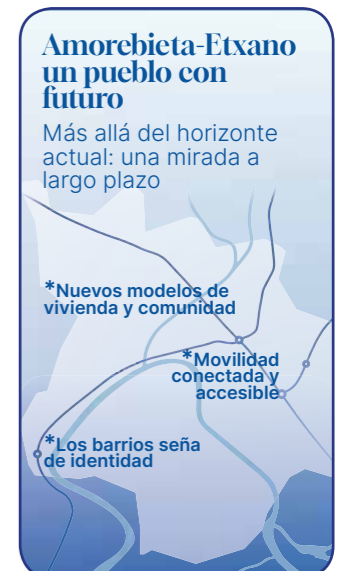 Amorebieta-Etxano
un pueblo con
futuro
Más allá del horizonte
actual: una mirada a
largo plazo
*Nuevos modelos de
vivienda y comunidad
*Movilidad
conectada y
accesible
*Los barrios seña
de identidad